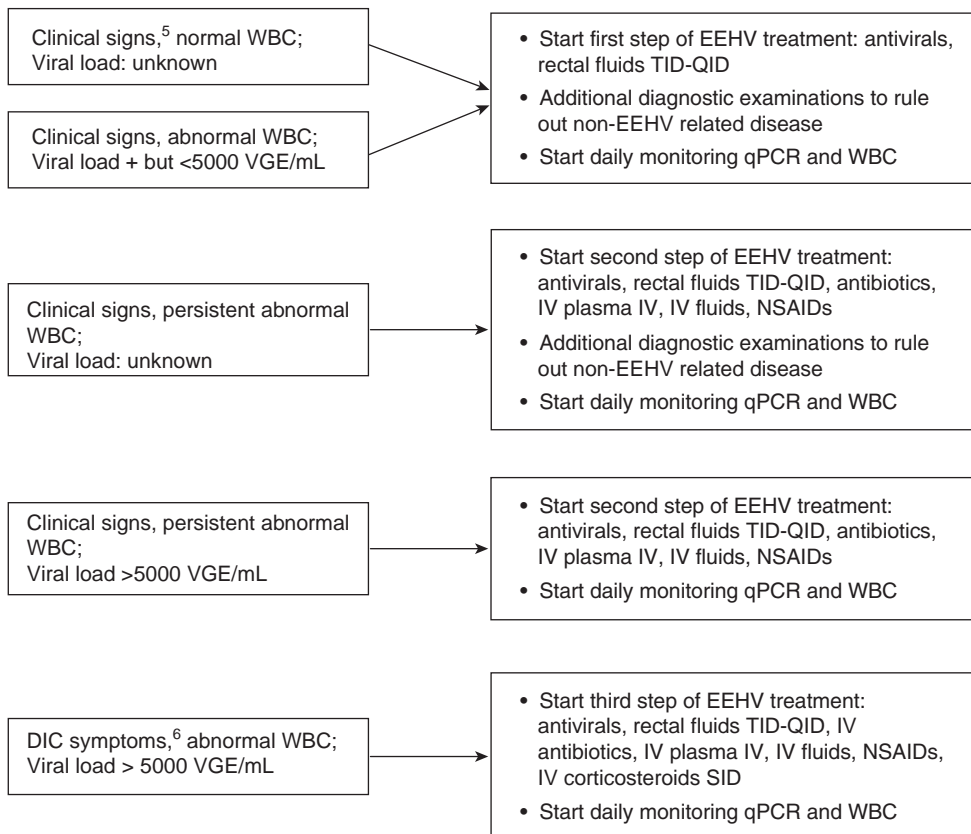 Clinical signs,5 normal WBC;
Viral load: unknown
• Start first step of EEHV treatment: antivirals,
rectal fluids TID-QID
• Additional diagnostic examinations to rule
out non-EEHV related disease
• Start daily monitoring qPCR and WBC
Clinical signs, abnormal WBC;
Viral load + but <5000 VGE/mL
Clinical signs, persistent abnormal
WBC;
Viral load: unknown
• Start second step of EEHV treatment:
antivirals, rectal fluids TID-QID, antibiotics,
IV plasma IV, IV fluids, NSAIDs
• Additional diagnostic examinations to rule
out non-EEHV related disease
• Start daily monitoring qPCR and WBC
Clinical signs, persistent abnormal
WBC;
Viral load >5000 VGE/mL
• Start second step of EEHV treatment:
antivirals, rectal fluids TID-QID, antibiotics,
IV plasma IV, IV fluids, NSAIDs
• Start daily monitoring qPCR and WBC
DIC symptoms,6 abnormal WBC;
Viral load > 5000 VGE/mL
• Start third step of EEHV treatment:
antivirals, rectal fluids TID-QID, IV
antibiotics, IV plasma IV, IV fluids, NSAIDs,
IV corticosteroids SID
• Start daily monitoring qPCR and WBC